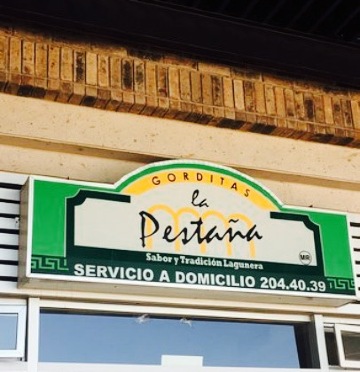 GORDITAS
la
Pestaña
Sabor y Tradición Lagunera
MR
SERVICIO A DOMICILIO 204.40.39